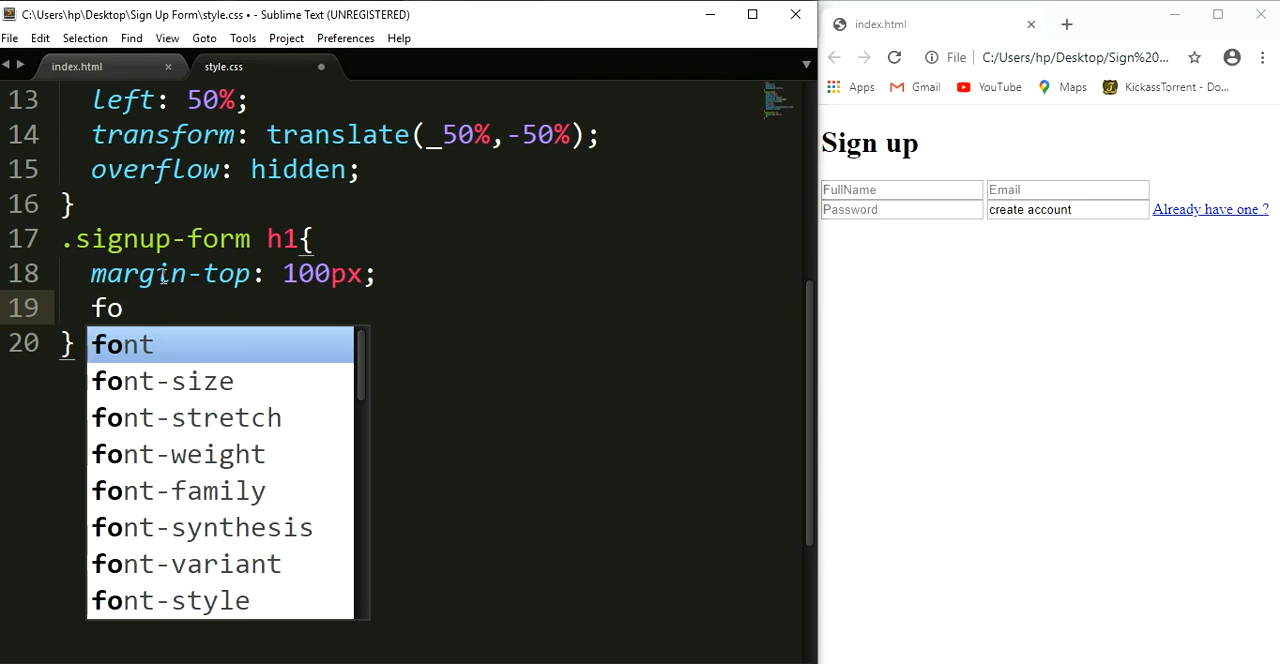 C:\Users\hp\Desktop\Sign Up Form\style.css • - Sublime Text (UNREGISTERED)
File Edit Selection Find View Goto Tools Project Preferences Help
index.html × style.css
13 left: 50%;
14 transform: translate(_50%,-50%);
15 overflow: hidden;
16 }
17 .signup-form h1{
18 margin-top: 100px;
19 fo
20 }
font
font-size
font-stretch
font-weight
font-family
font-synthesis
font-variant
font-style
index.html
File C:/Users/hp/Desktop/Sign%20...
Apps Gmail YouTube Maps KickassTorrent - Do...
Sign up
FullName Email
Password create account Already have one ?